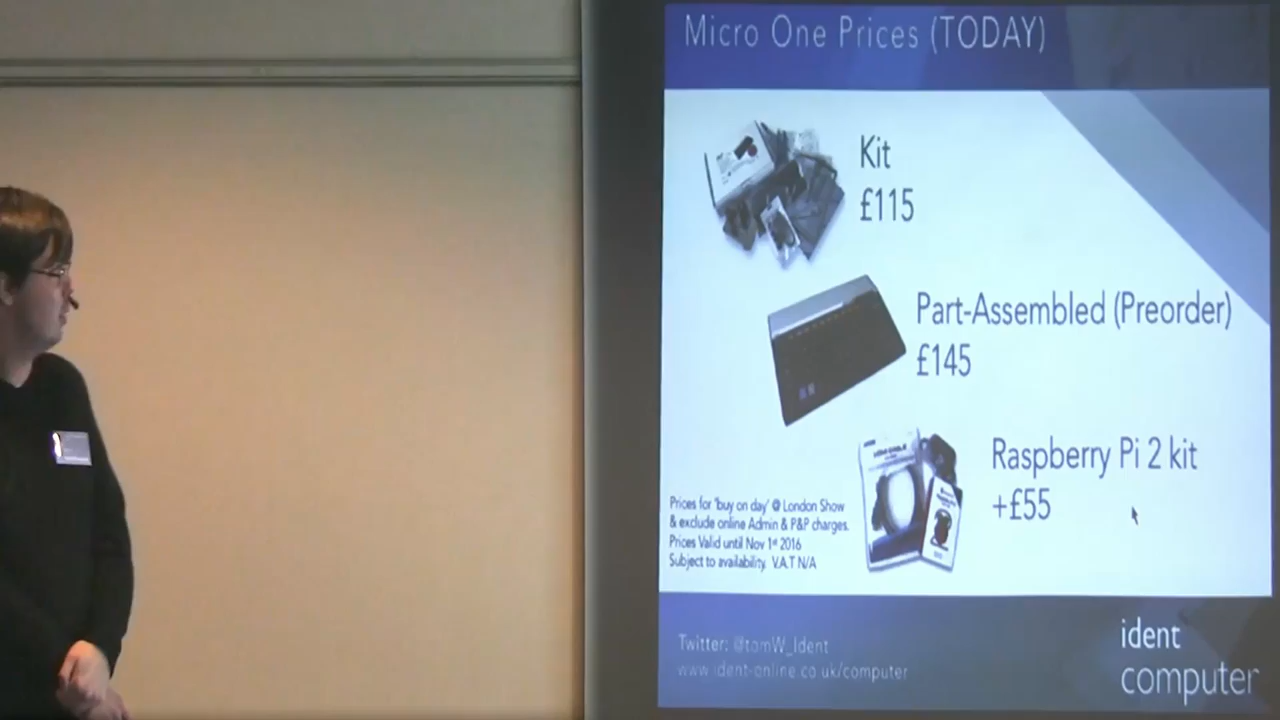 Micro One Prices (TODAY)
Kit
£115
Part-Assembled (Preorder)
£145
Raspberry Pi 2 kit
+£55
Prices for 'buy on day' @ London Show
& exclude online Admin & P&P charges.
Prices Valid until Nov 1st 2016
Subject to availability. V.A.T N/A
Twitter: @tomW_Ident
www.ident-online.co.uk/computer
ident
computer